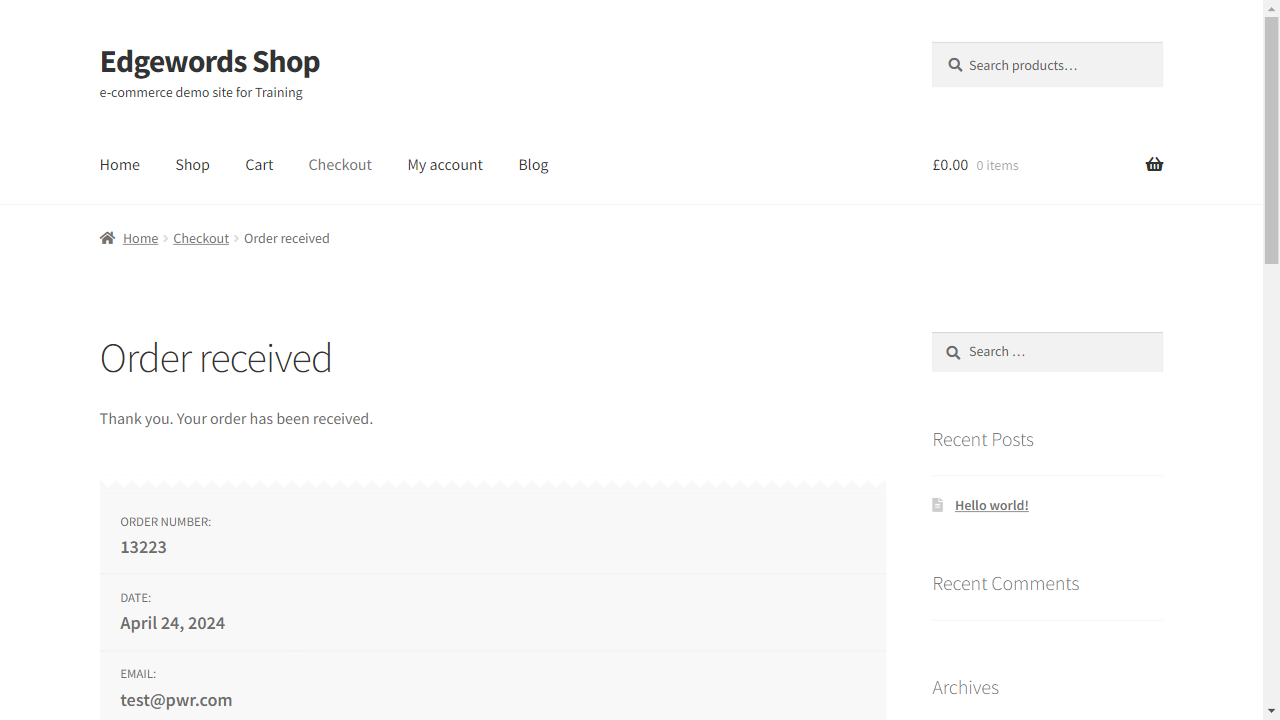 Edgewords Shop
e-commerce demo site for Training
Search products…
Home Shop Cart Checkout My account Blog
£0.00 0 items
Home Checkout Order received
Order received
Thank you. Your order has been received.
ORDER NUMBER:
13223
DATE:
April 24, 2024
EMAIL:
test@pwr.com
Search …
Recent Posts
Hello world!
Recent Comments
Archives